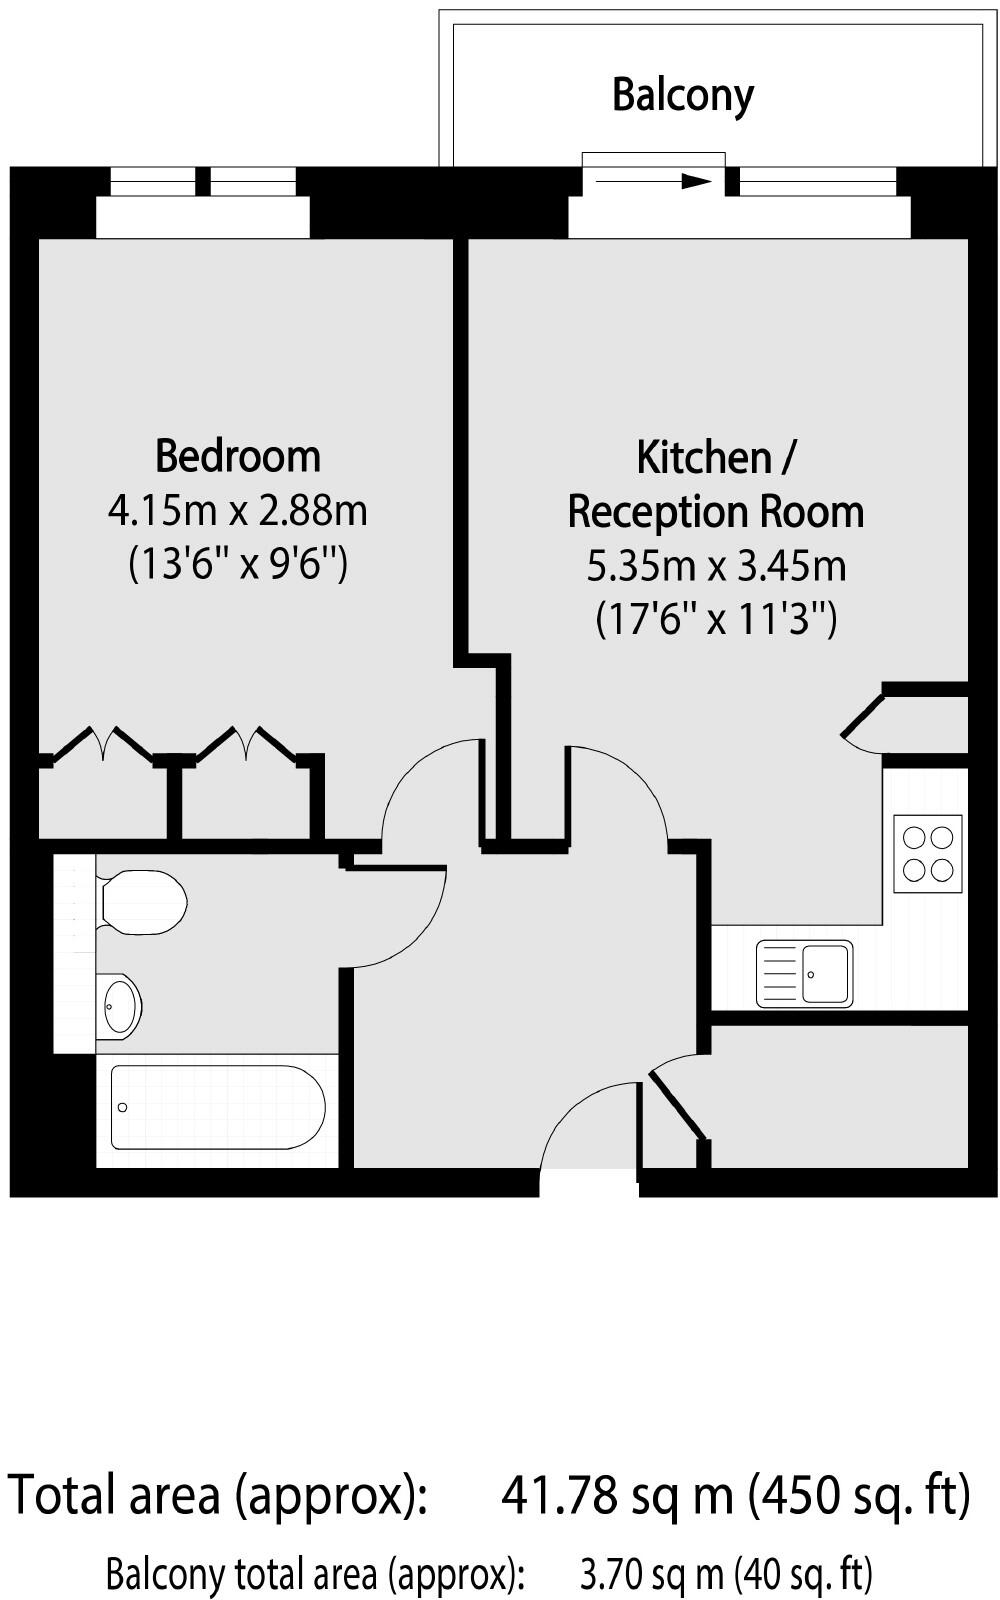 Balcony
Bedroom
4.15m x 2.88m
(13'6" x 9'6")
Kitchen /
Reception Room
5.35m x 3.45m
(17'6" x 11'3")
Total area (approx): 41.78 sq m (450 sq. ft)
Balcony total area (approx): 3.70 sq m (40 sq. ft)